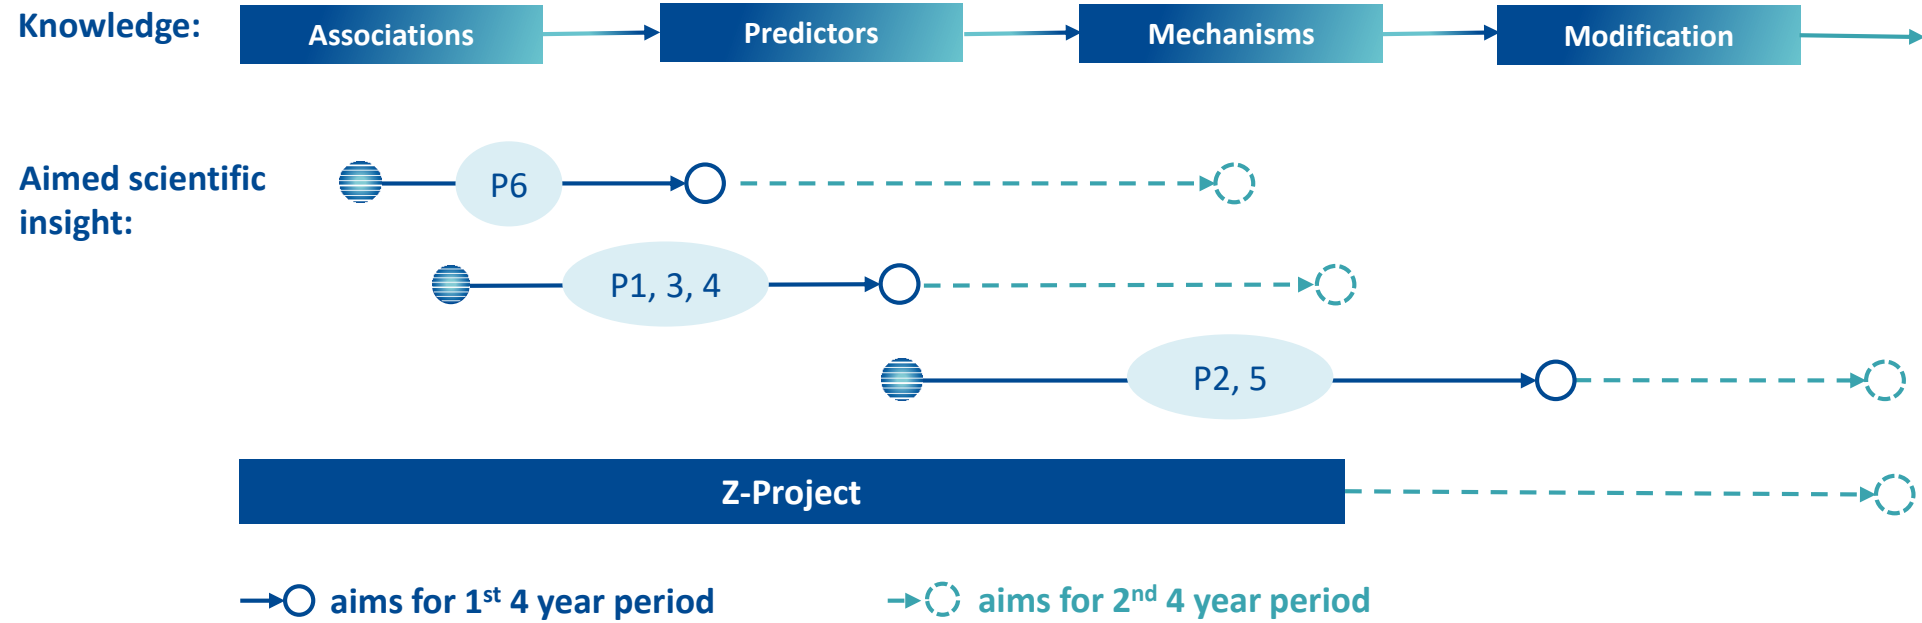 Knowledge:
Associations
Predictors
Mechanisms
Modification
Aimed scientific
insight:
P6
P1, 3, 4
P2, 5
Z-Project
aims for 1st 4 year period
aims for 2nd 4 year period